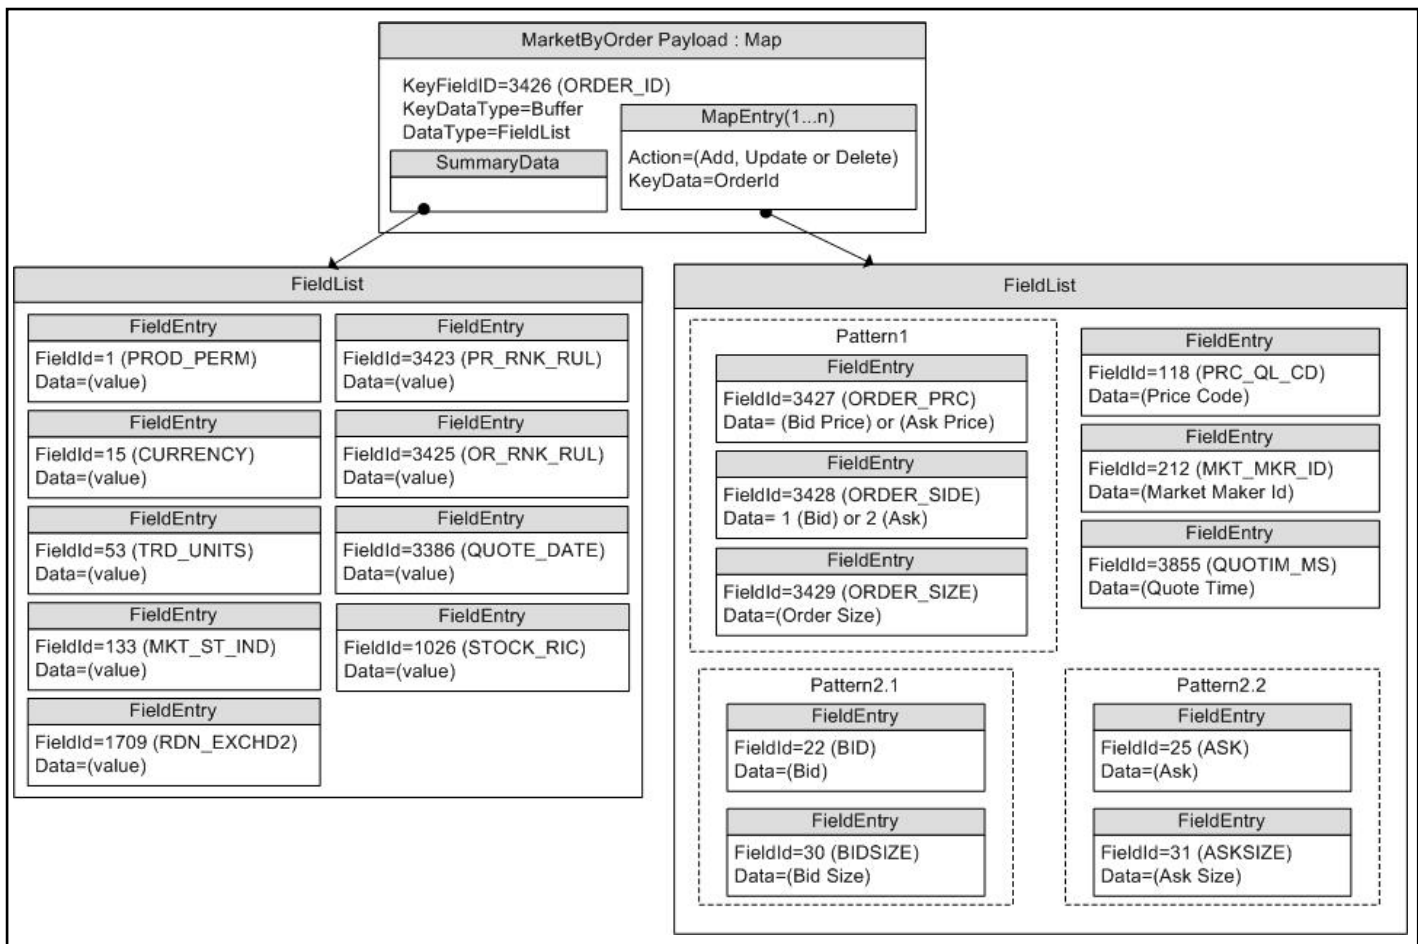 MarketByOrder Payload : Map
KeyFieldID=3426 (ORDER_ID)
KeyDataType=Buffer
DataType=FieldList
SummaryData
MapEntry(1...n)
Action=(Add, Update or Delete)
KeyData=OrderId
FieldList
FieldEntry
FieldId=1 (PROD_PERM)
Data=(value)
FieldEntry
FieldId=3423 (PR_RNK_RUL)
Data=(value)
FieldEntry
FieldId=15 (CURRENCY)
Data=(value)
FieldEntry
FieldId=3425 (OR_RNK_RUL)
Data=(value)
FieldEntry
FieldId=53 (TRD_UNITS)
Data=(value)
FieldEntry
FieldId=3386 (QUOTE_DATE)
Data=(value)
FieldEntry
FieldId=133 (MKT_ST_IND)
Data=(value)
FieldEntry
FieldId=1026 (STOCK_RIC)
Data=(value)
FieldEntry
FieldId=1709 (RDN_EXCHD2)
Data=(value)
FieldList
Pattern1
FieldEntry
FieldId=3427 (ORDER_PRC)
Data= (Bid Price) or (Ask Price)
FieldEntry
FieldId=3428 (ORDER_SIDE)
Data= 1 (Bid) or 2 (Ask)
FieldEntry
FieldId=3429 (ORDER_SIZE)
Data=(Order Size)
FieldEntry
FieldId=118 (PRC_QL_CD)
Data=(Price Code)
FieldEntry
FieldId=212 (MKT_MKR_ID)
Data=(Market Maker Id)
FieldEntry
FieldId=3855 (QUOTIM_MS)
Data=(Quote Time)
Pattern2.1
FieldEntry
FieldId=22 (BID)
Data=(Bid)
FieldEntry
FieldId=30 (BIDSIZE)
Data=(Bid Size)
Pattern2.2
FieldEntry
FieldId=25 (ASK)
Data=(Ask)
FieldEntry
FieldId=31 (ASKSIZE)
Data=(Ask Size)